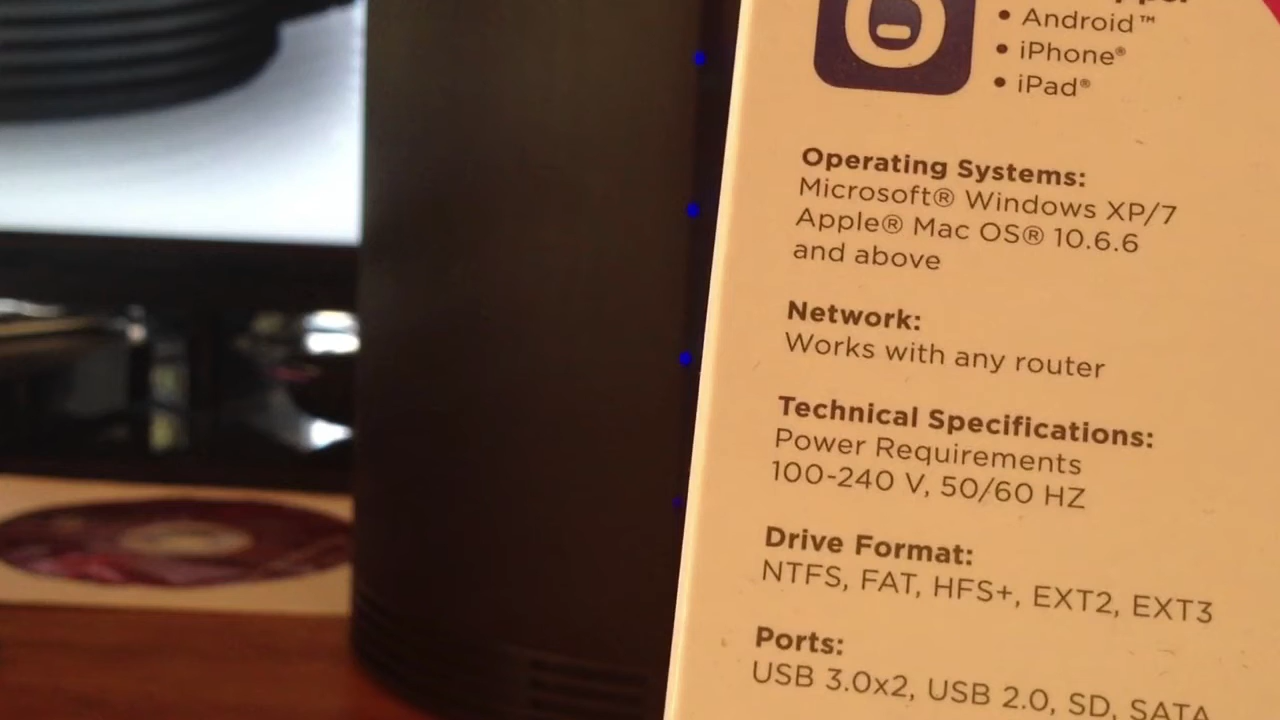 • Android™
• iPhone®
• iPad®
Operating Systems:
Microsoft® Windows XP/7
Apple® Mac OS® 10.6.6
and above
Network:
Works with any router
Technical Specifications:
Power Requirements
100-240 V, 50/60 HZ
Drive Format:
NTFS, FAT, HFS+, EXT2, EXT3
Ports:
USB 3.0x2, USB 2.0, SD, SATA